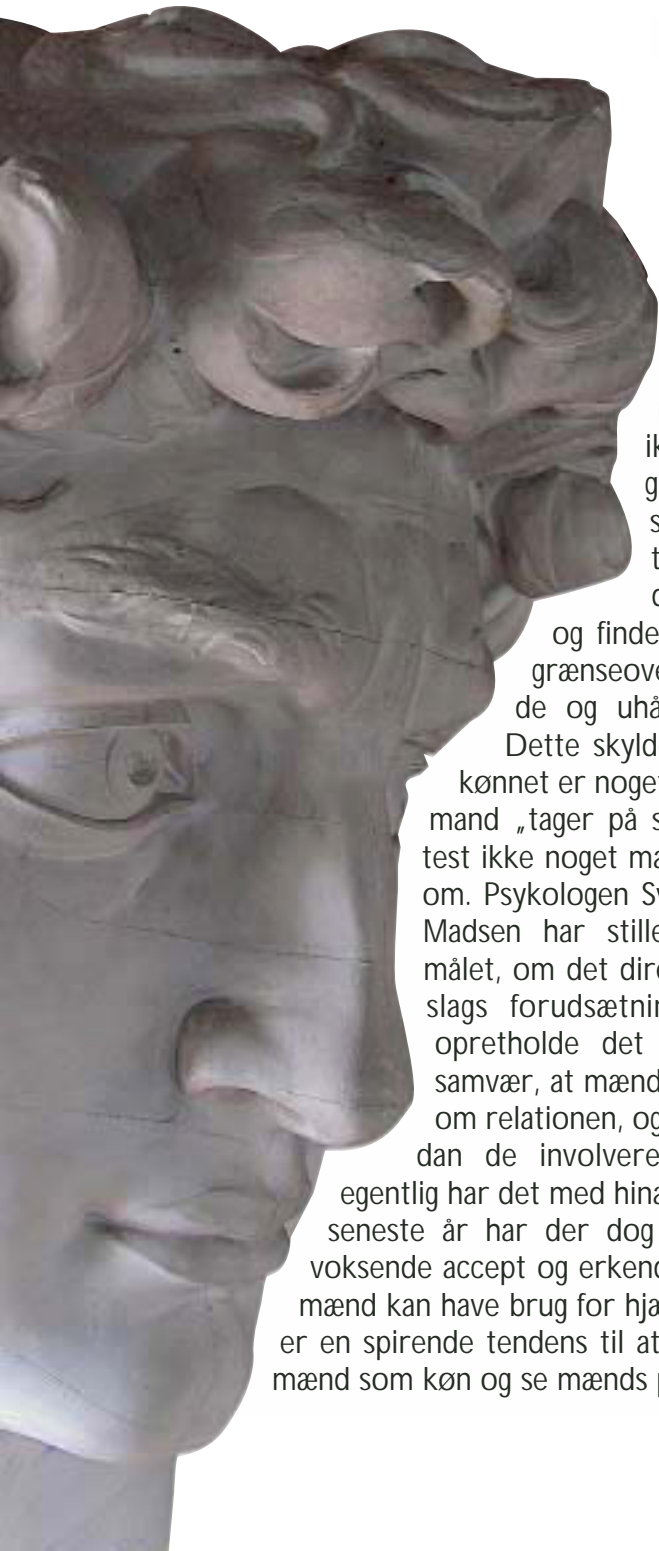 ik
g
s
t
og finde
grænseove
de og uhå
Dette skyld
kønnet er noget
mand „tager på s
test ikke noget ma
om. Psykologen Sv
Madsen har stille
målet, om det dire
slags forudsætnin
opretholde det
samvær, at mænd
om relationen, og
dan de involvere
egentlig har det med hina
seneste år har der dog
voksende accept og erkend
mænd kan have brug for hjæ
er en spirende tendens til at
mænd som køn og se mænds p